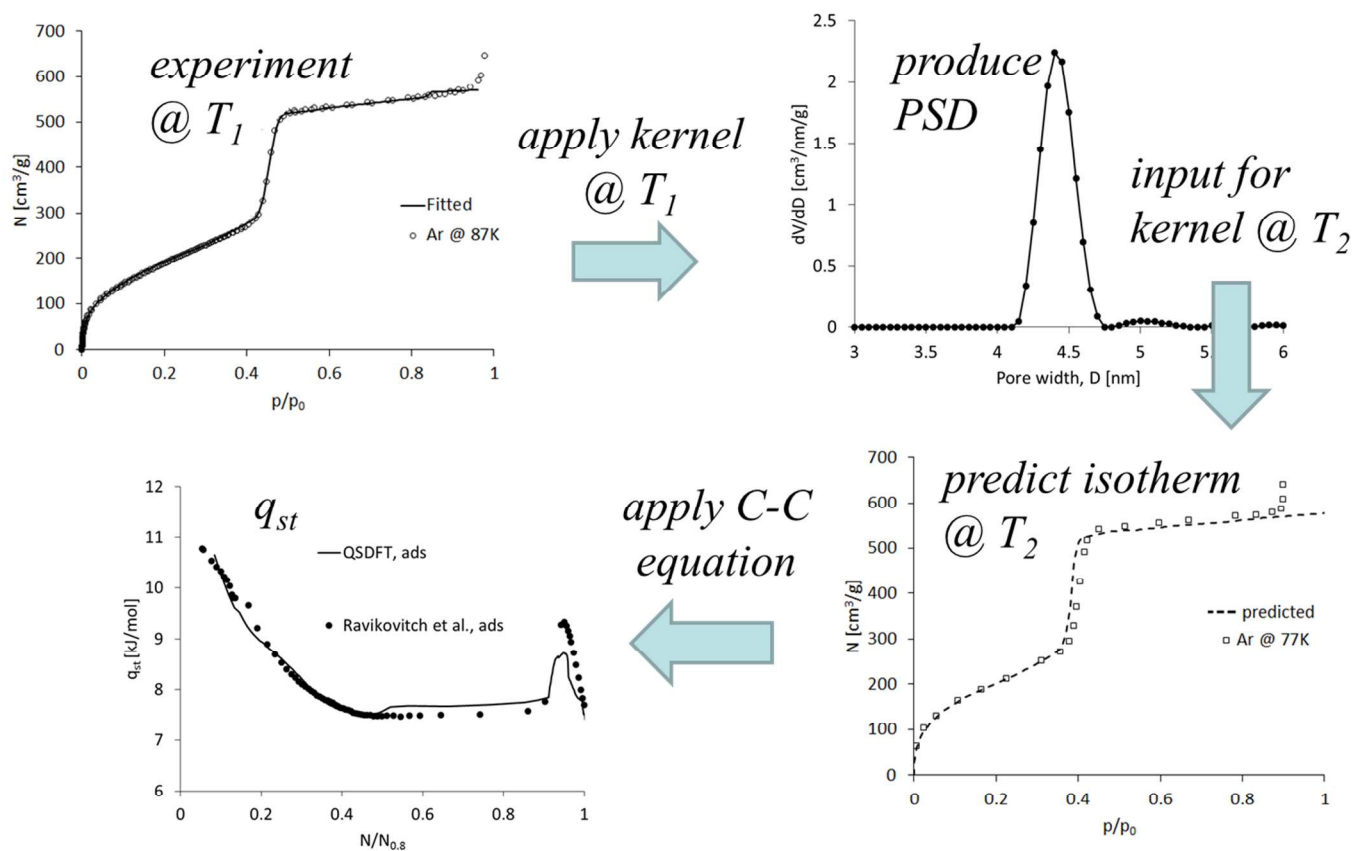 700
600
500
400
300
200
100
0
N [cm³/g]
experiment
@ T₁
Fitted
Ar @ 87K
0
0.2
0.4
0.6
0.8
1
p/p₀
apply kernel
@ T₁
2.5
2
1.5
1
0.5
0
dV/dD [cm³/nm/g]
produce
PSD
3
3.5
4
4.5
5
6
Pore width, D [nm]
input for
kernel @ T₂
12
11
10
9
8
7
6
qst [kJ/mol]
qst
QSDFT, ads
Ravikovitch et al., ads
0
0.2
0.4
0.6
0.8
1
N/N₀.₈
apply C-C
equation
700
600
500
400
300
200
100
0
N [cm³/g]
predict isotherm
@ T₂
predicted
Ar @ 77K
0
0.2
0.4
0.6
0.8
1
p/p₀